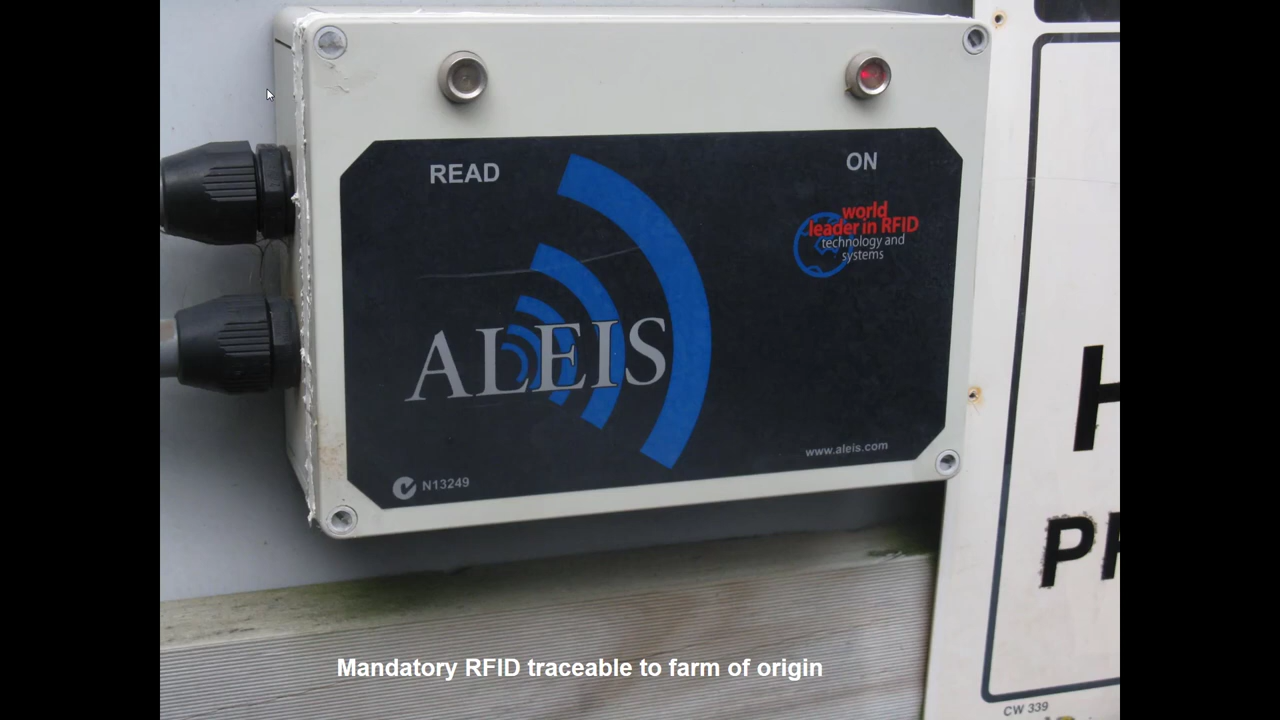 READ
ON
world
leader in RFID
technology and
systems
ALEIS
www.aleis.com
N13249
H
PR
Mandatory RFID traceable to farm of origin
CW 339